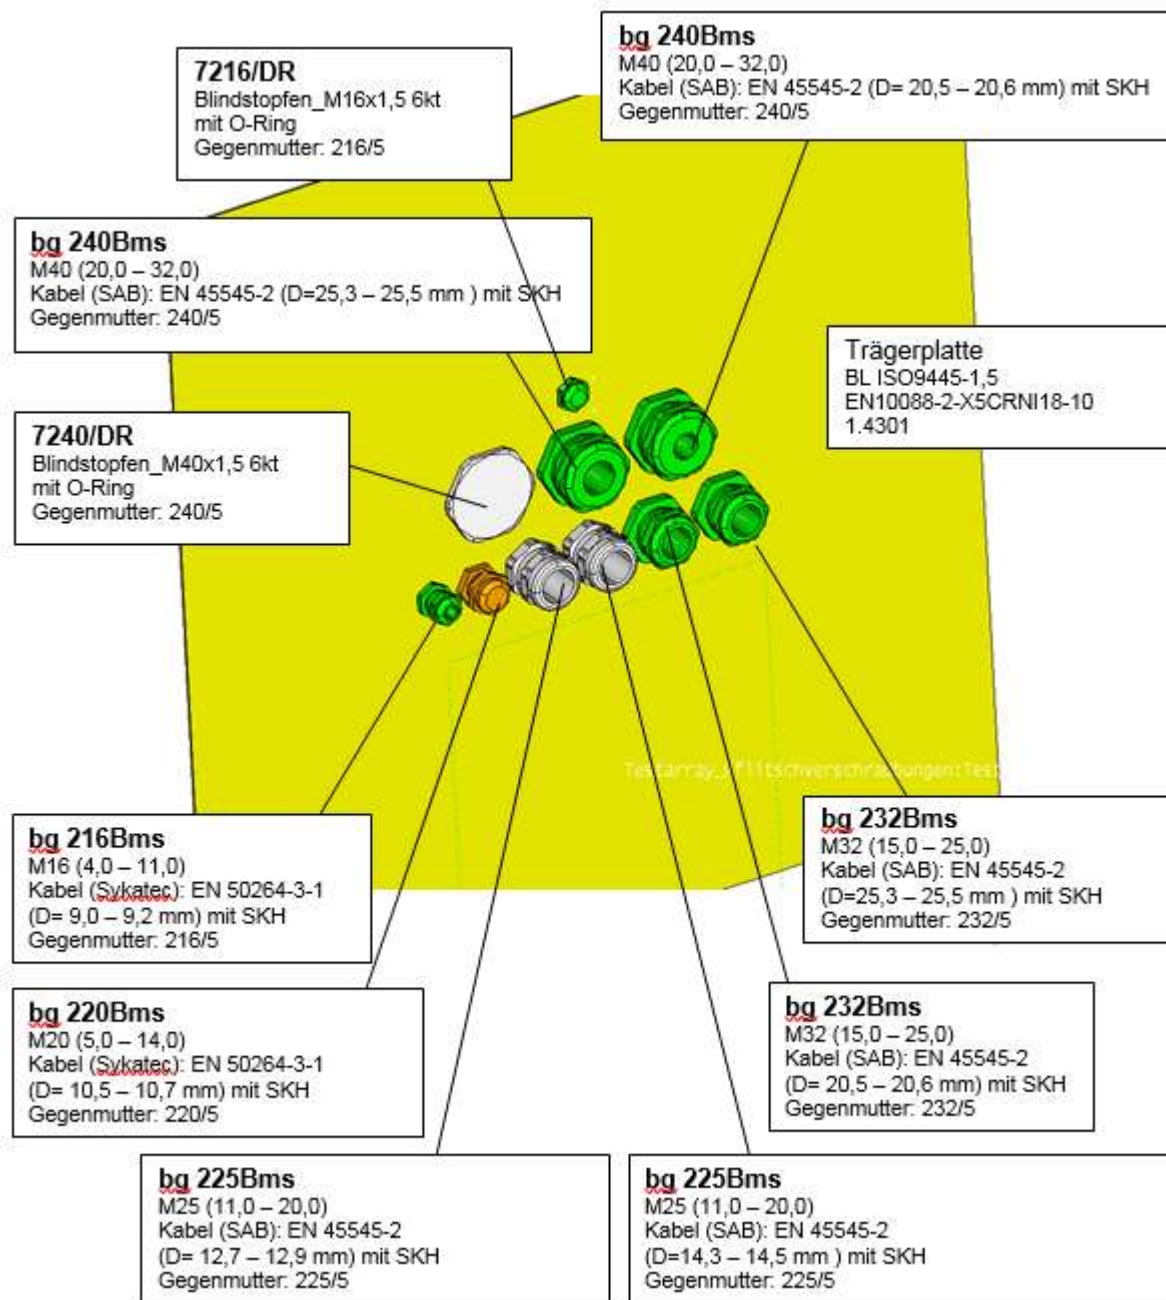 bg 240Bms
M40 (20,0 – 32,0)
Kabel (SAB): EN 45545-2 (D= 20,5 – 20,6 mm) mit SKH
Gegenmutter: 240/5
7216/DR
Blindstopfen_M16x1,5 6kt
mit O-Ring
Gegenmutter: 216/5
bg 240Bms
M40 (20,0 – 32,0)
Kabel (SAB): EN 45545-2 (D=25,3 – 25,5 mm ) mit SKH
Gegenmutter: 240/5
Trägerplatte
BL ISO9445-1,5
EN10088-2-X5CRNI18-10
1.4301
7240/DR
Blindstopfen_M40x1,5 6kt
mit O-Ring
Gegenmutter: 240/5
bg 216Bms
M16 (4,0 – 11,0)
Kabel (Sykatec): EN 50264-3-1
(D= 9,0 – 9,2 mm) mit SKH
Gegenmutter: 216/5
bg 232Bms
M32 (15,0 – 25,0)
Kabel (SAB): EN 45545-2
(D=25,3 – 25,5 mm ) mit SKH
Gegenmutter: 232/5
bg 220Bms
M20 (5,0 – 14,0)
Kabel (Sykatec): EN 50264-3-1
(D= 10,5 – 10,7 mm) mit SKH
Gegenmutter: 220/5
bg 232Bms
M32 (15,0 – 25,0)
Kabel (SAB): EN 45545-2
(D= 20,5 – 20,6 mm) mit SKH
Gegenmutter: 232/5
bg 225Bms
M25 (11,0 – 20,0)
Kabel (SAB): EN 45545-2
(D= 12,7 – 12,9 mm) mit SKH
Gegenmutter: 225/5
bg 225Bms
M25 (11,0 – 20,0)
Kabel (SAB): EN 45545-2
(D=14,3 – 14,5 mm ) mit SKH
Gegenmutter: 225/5